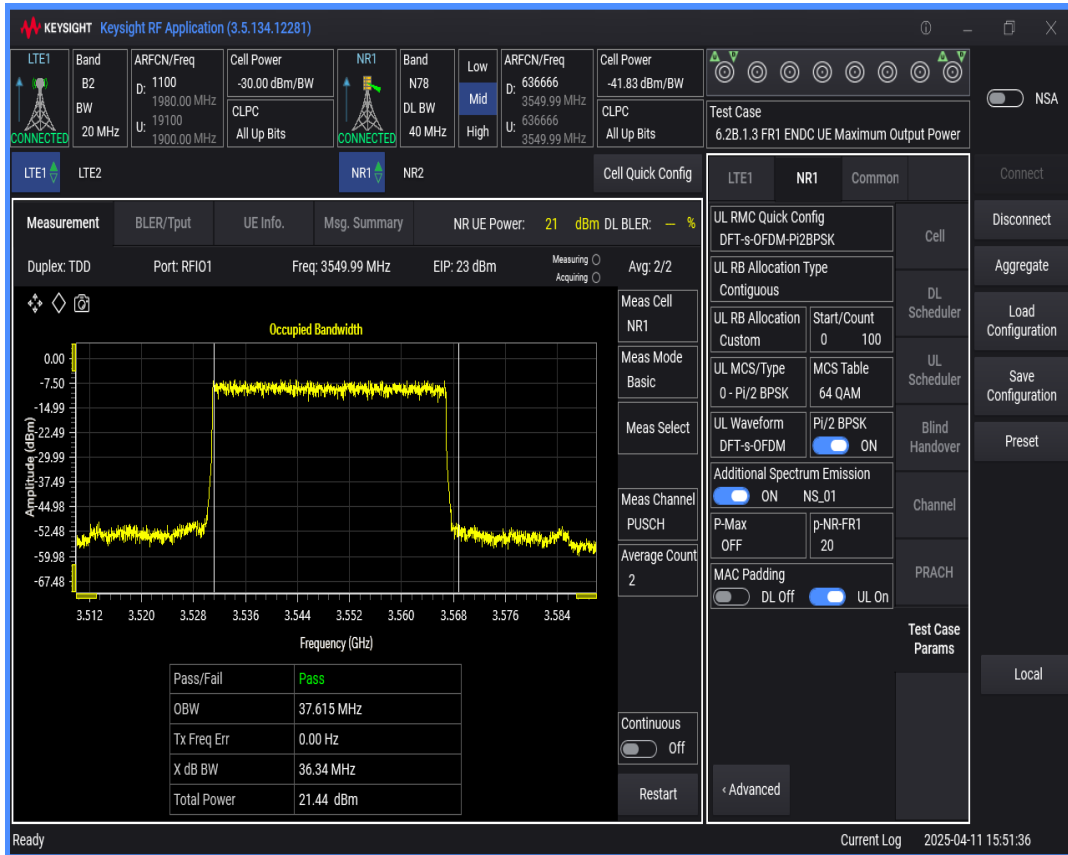 KEYSIGHT Keysight RF Application (3.5.134.12281)
LTE1 Band ARFCN/Freq Cell Power NR1 Band Low ARFCN/Freq Cell Power
B2 D: 1100 -30.00 dBm/BW N78 D: 636666 -41.83 dBm/BW
1980.00 MHz 3549.99 MHz
BW CLPC DL BW Mid CLPC Test Case
NSA
CONNECTED 20 MHz U: 19100 All Up Bits CONNECTED 40 MHz High U: 636666 All Up Bits 6.2B.1.3 FR1 ENDC UE Maximum Output Power
1900.00 MHz 3549.99 MHz
LTE1 LTE2 NR1 NR2 Cell Quick Config LTE1 NR1 Common Connect
Measurement BLER/Tput UE Info. Msg. Summary NR UE Power: 21 dBm DL BLER: — %
Duplex: TDD Port: RFIO1 Freq: 3549.99 MHz EIP: 23 dBm Measuring Avg: 2/2
Acquiring
Occupied Bandwidth
Amplitude (dBm)
0.00
-7.50
-14.99
-22.49
-29.99
-37.49
-44.98
-52.48
-59.98
-67.48
3.512 3.520 3.528 3.536 3.544 3.552 3.560 3.568 3.576 3.584
Frequency (GHz)
Pass/Fail Pass
OBW 37.615 MHz
Tx Freq Err 0.00 Hz
X dB BW 36.34 MHz
Total Power 21.44 dBm
Meas Cell
NR1
Meas Mode
Basic
Meas Select
Meas Channel
PUSCH
Average Count
2
Continuous
Off
Restart
UL RMC Quick Config
DFT-s-OFDM-Pi2BPSK
UL RB Allocation Type
Contiguous
UL RB Allocation Start/Count
Custom 0 100
UL MCS/Type MCS Table
0 - Pi/2 BPSK 64 QAM
UL Waveform Pi/2 BPSK
DFT-s-OFDM ON
Additional Spectrum Emission
ON NS_01
P-Max p-NR-FR1
OFF 20
MAC Padding
DL Off UL On
< Advanced
Cell
DL
Scheduler
UL
Scheduler
Blind
Handover
Channel
PRACH
Test Case
Params
Disconnect
Aggregate
Load
Configuration
Save
Configuration
Preset
Local
Ready Current Log 2025-04-11 15:51:36